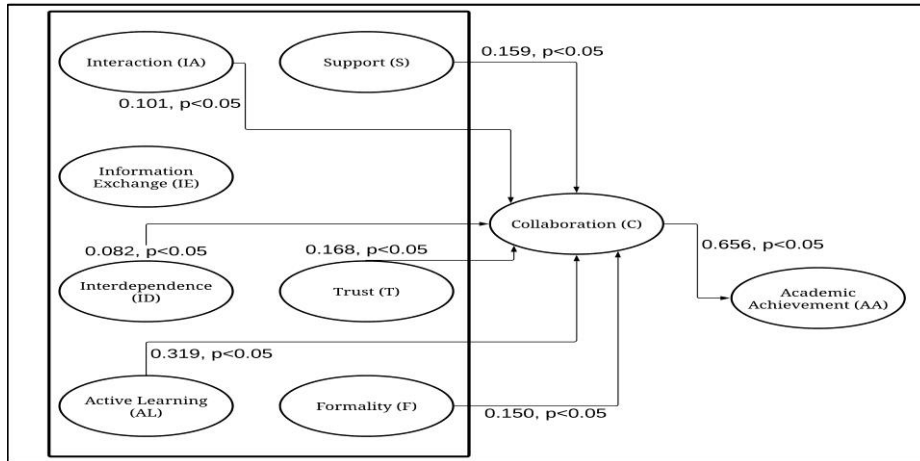 Interaction (IA)
Support (S)
0.159, p<0.05
0.101, p<0.05
Information
Exchange (IE)
Collaboration (C)
0.082, p<0.05
0.168, p<0.05
0.656, p<0.05
Interdependence
(ID)
Trust (T)
Academic
Achievement (AA)
0.319, p<0.05
Active Learning
(AL)
Formality (F)
0.150, p<0.05